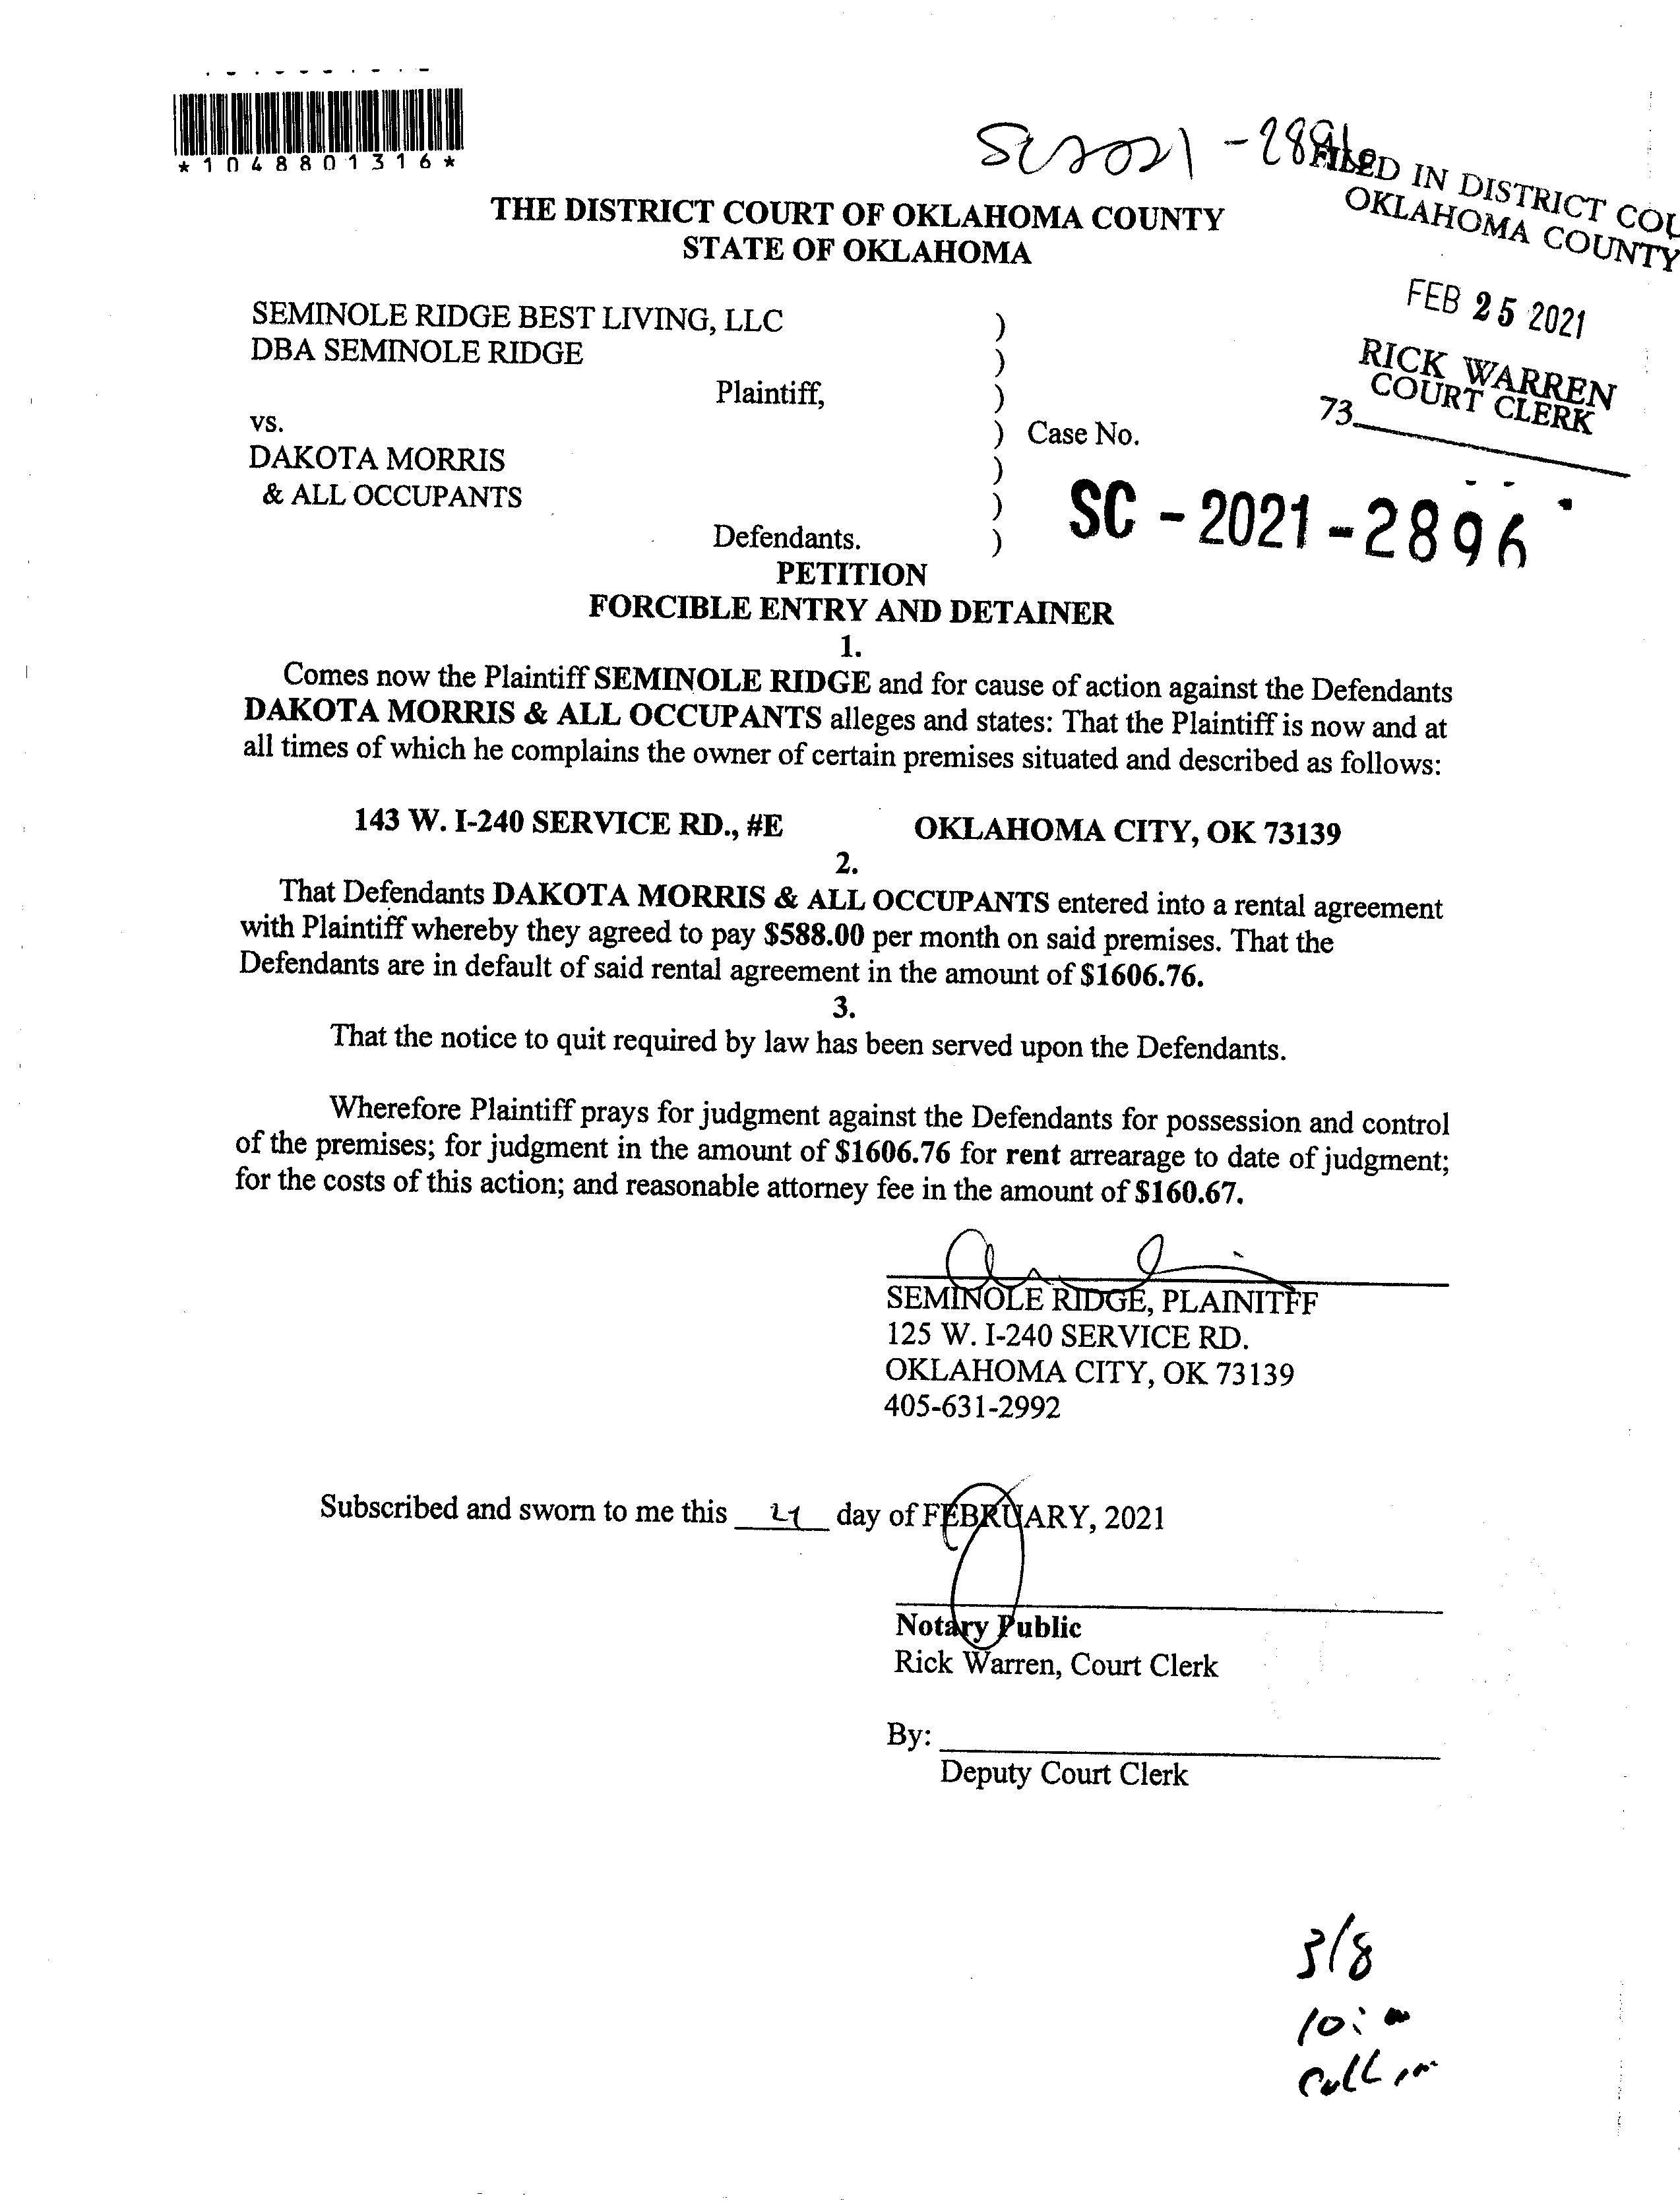 *1048801316*
SC2021-2896
FILED IN DISTRICT COU
OKLAHOMA COUNTY
FEB 25 2021
RICK WARREN
COURT CLERK
73
THE DISTRICT COURT OF OKLAHOMA COUNTY
STATE OF OKLAHOMA
SEMINOLE RIDGE BEST LIVING, LLC )
DBA SEMINOLE RIDGE )
Plaintiff, )
vs. ) Case No.
DAKOTA MORRIS )
& ALL OCCUPANTS )
SC-2021-2896
Defendants. )
PETITION
FORCIBLE ENTRY AND DETAINER
1.
Comes now the Plaintiff SEMINOLE RIDGE and for cause of action against the Defendants
DAKOTA MORRIS & ALL OCCUPANTS alleges and states: That the Plaintiff is now and at
all times of which he complains the owner of certain premises situated and described as follows:
143 W. I-240 SERVICE RD., #E OKLAHOMA CITY, OK 73139
2.
That Defendants DAKOTA MORRIS & ALL OCCUPANTS entered into a rental agreement
with Plaintiff whereby they agreed to pay $588.00 per month on said premises. That the
Defendants are in default of said rental agreement in the amount of $1606.76.
3.
That the notice to quit required by law has been served upon the Defendants.
Wherefore Plaintiff prays for judgment against the Defendants for possession and control
of the premises; for judgment in the amount of $1606.76 for rent arrearage to date of judgment;
for the costs of this action; and reasonable attorney fee in the amount of $160.67.
SEMINOLE RIDGE, PLAINITFF
125 W. I-240 SERVICE RD.
OKLAHOMA CITY, OK 73139
405-631-2992
Subscribed and sworn to me this day of FEBRUARY, 2021
Notary Public
Rick Warren, Court Clerk
By:
Deputy Court Clerk
3/8
10:
Call in